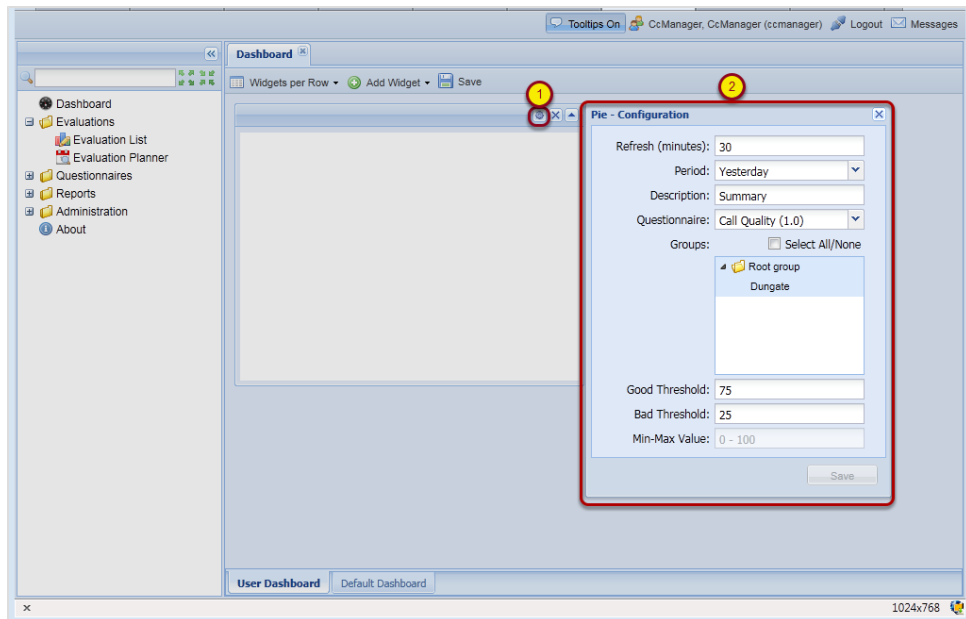 Tooltips On CcManager, CcManager (ccmanager) Logout Messages
Dashboard
Widgets per Row Add Widget Save
1
2
Dashboard
Evaluations
Evaluation List
Evaluation Planner
Questionnaires
Reports
Administration
About
Pie - Configuration
Refresh (minutes): 30
Period: Yesterday
Description: Summary
Questionnaire: Call Quality (1.0)
Groups: Select All/None
Root group
Dungate
Good Threshold: 75
Bad Threshold: 25
Min-Max Value: 0 - 100
Save
User Dashboard Default Dashboard
1024x768